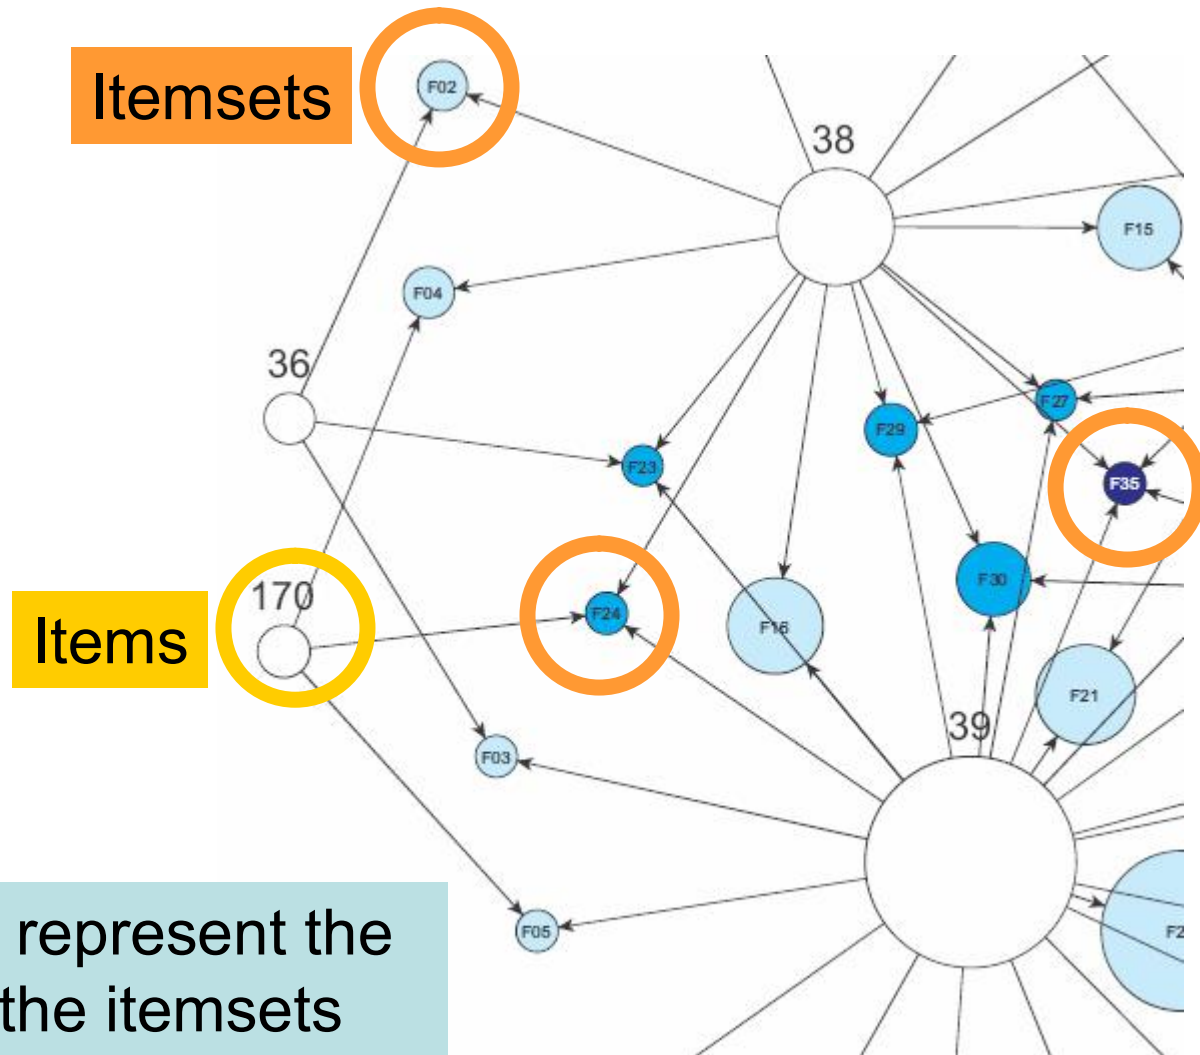 Itemsets
F02
38
F15
F04
36
F27
F29
F23
F35
170
F30
F24
F16
Items
F21
39
F03
represent the
F05
F2
the itemsets